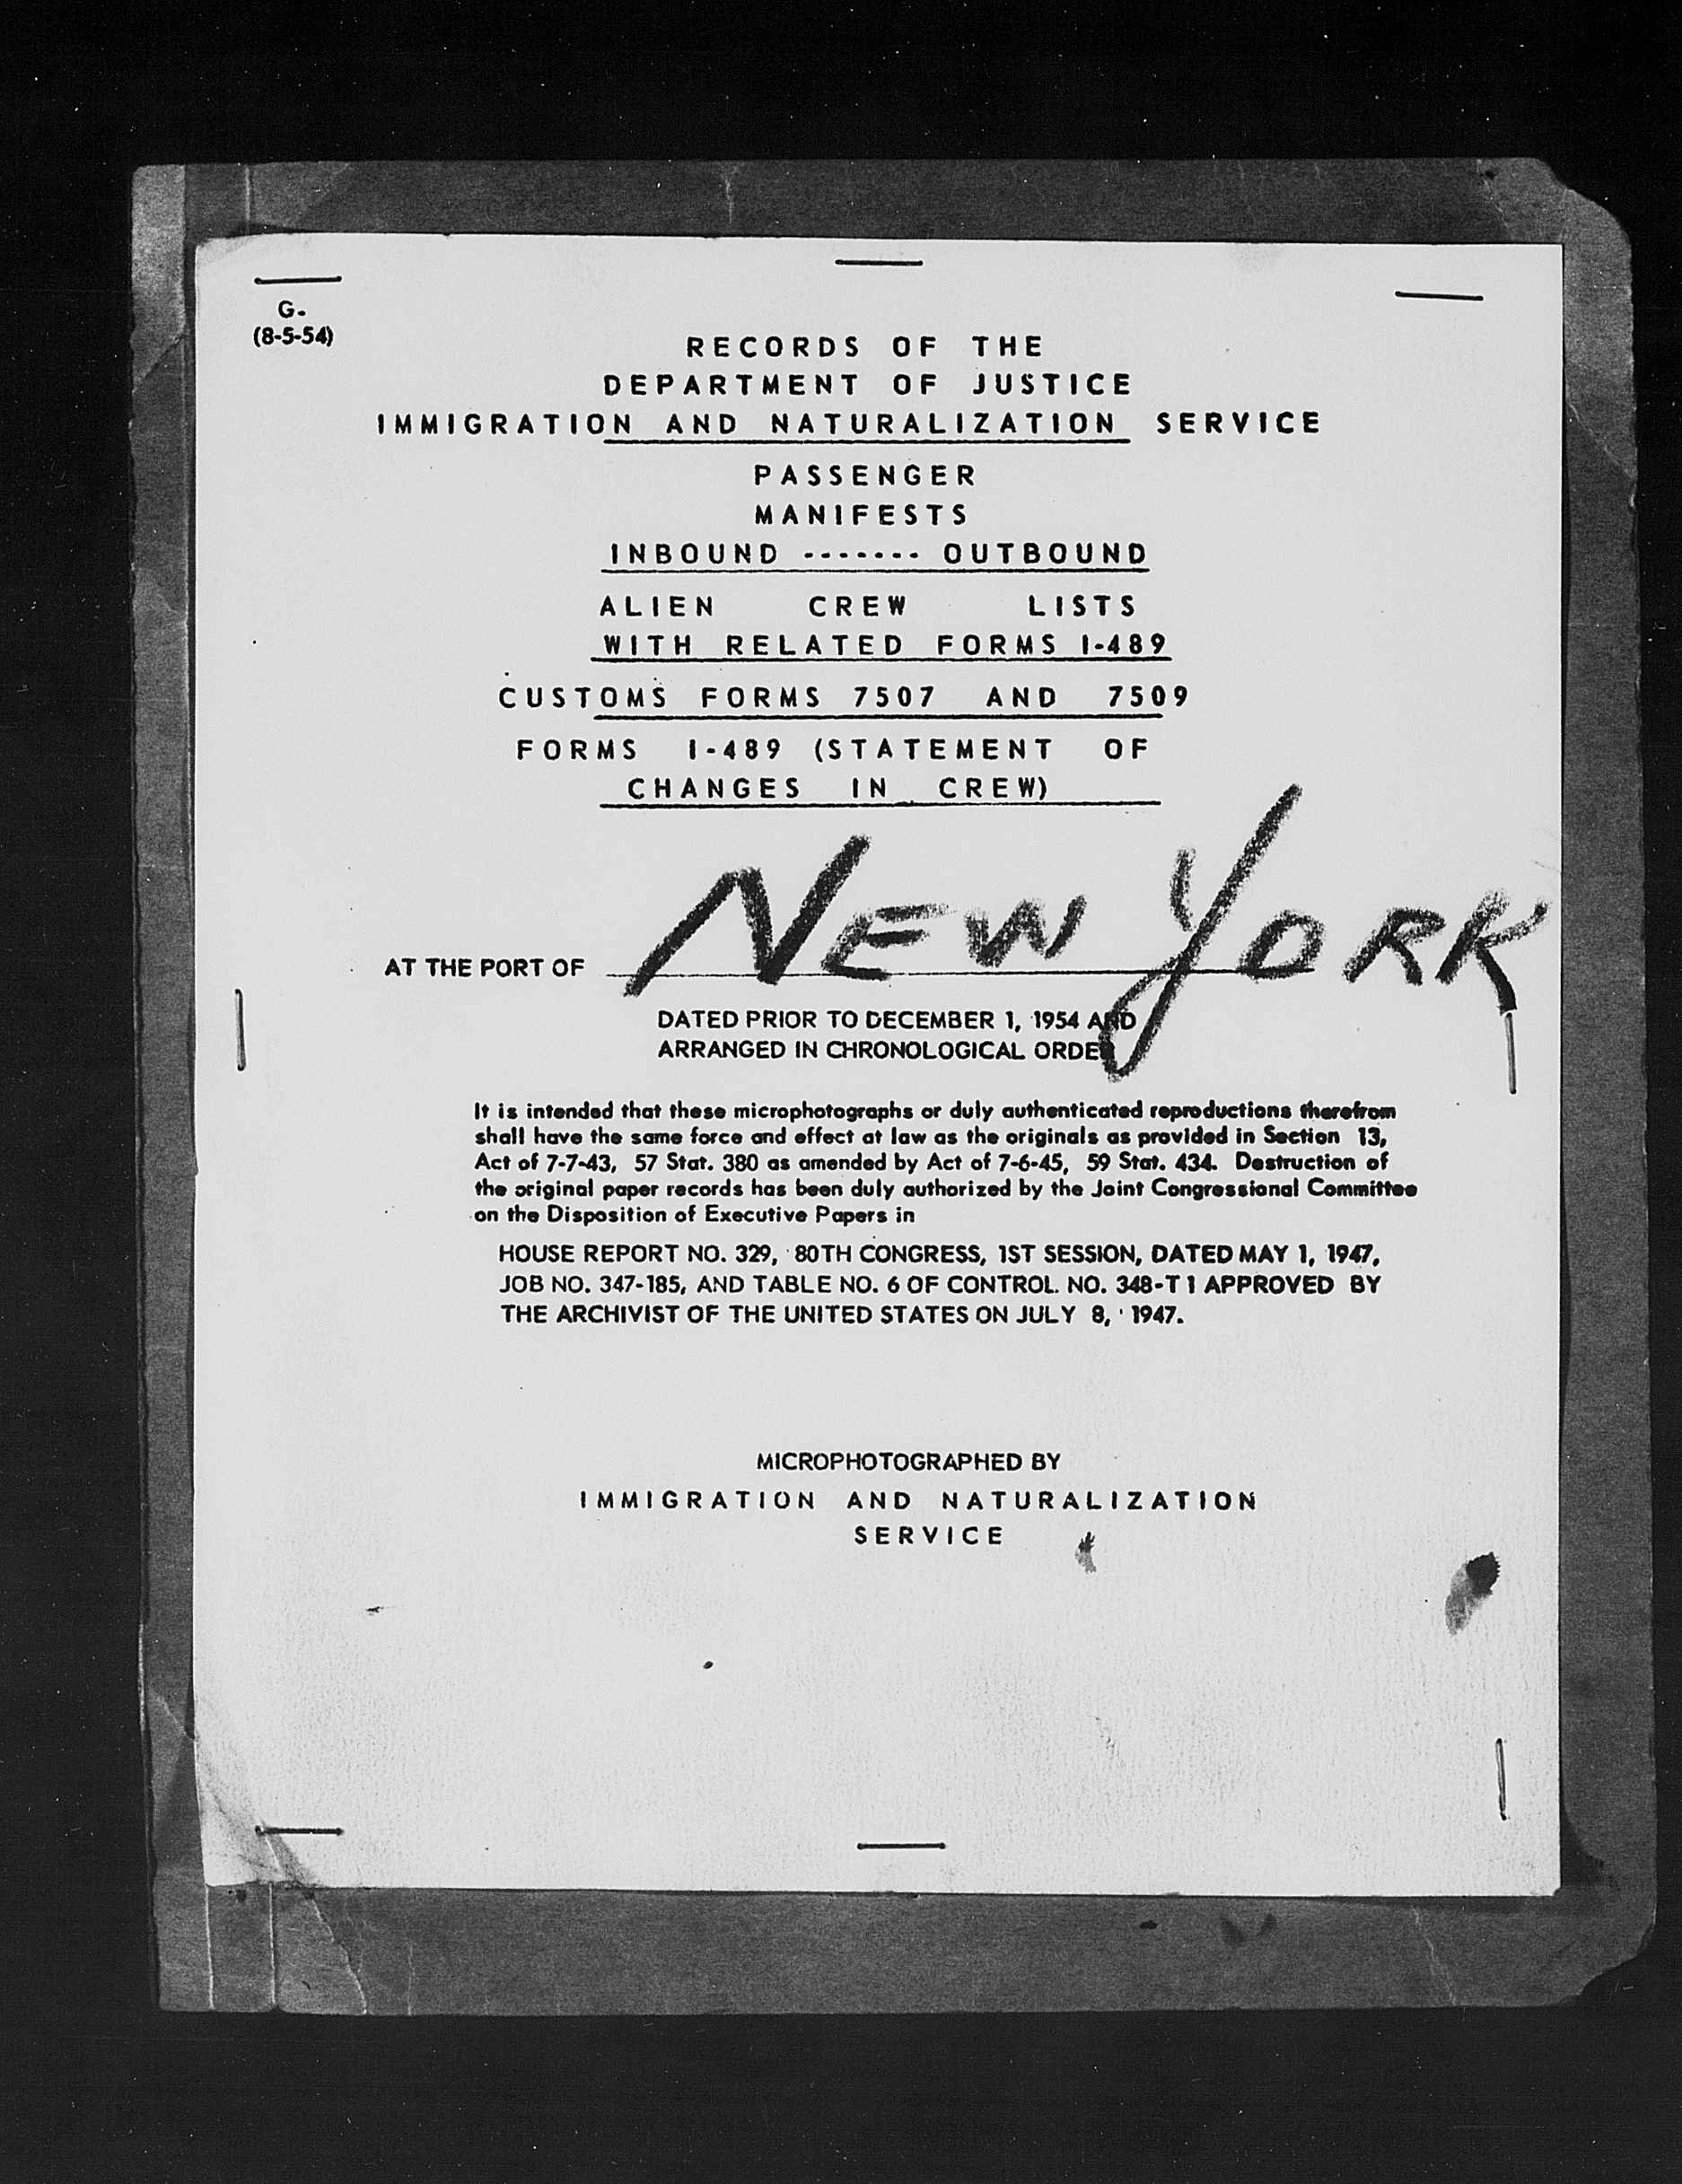 G-
(8-5-54)
RECORDS OF THE
DEPARTMENT OF JUSTICE
IMMIGRATION AND NATURALIZATION SERVICE
PASSENGER
MANIFESTS
INBOUND ------- OUTBOUND
ALIEN CREW LISTS
WITH RELATED FORMS I-489
CUSTOMS FORMS 7507 AND 7509
FORMS I-489 (STATEMENT OF
CHANGES IN CREW)
AT THE PORT OF NEW YORK
DATED PRIOR TO DECEMBER 1, 1954 AND
ARRANGED IN CHRONOLOGICAL ORDER
It is intended that these microphotographs or duly authenticated reproductions therefrom
shall have the same force and effect at law as the originals as provided in Section 13,
Act of 7-7-43, 57 Stat. 380 as amended by Act of 7-6-45, 59 Stat. 434. Destruction of
the original paper records has been duly authorized by the Joint Congressional Committee
on the Disposition of Executive Papers in
HOUSE REPORT NO. 329, 80TH CONGRESS, 1ST SESSION, DATED MAY 1, 1947,
JOB NO. 347-185, AND TABLE NO. 6 OF CONTROL. NO. 348-T1 APPROVED BY
THE ARCHIVIST OF THE UNITED STATES ON JULY 8, 1947.
MICROPHOTOGRAPHED BY
IMMIGRATION AND NATURALIZATION
SERVICE